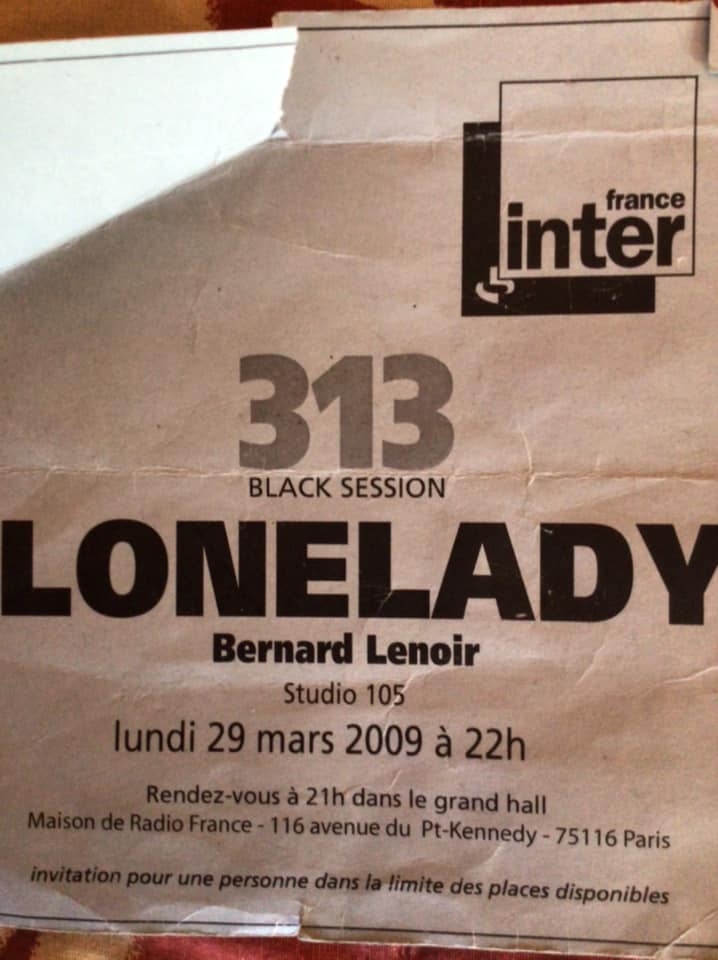 france
inter
313
BLACK SESSION
LONELADY
Bernard Lenoir
Studio 105
lundi 29 mars 2009 à 22h
Rendez-vous à 21h dans le grand hall
Maison de Radio France - 116 avenue du Pt-Kennedy - 75116 Paris
invitation pour une personne dans la limite des places disponibles